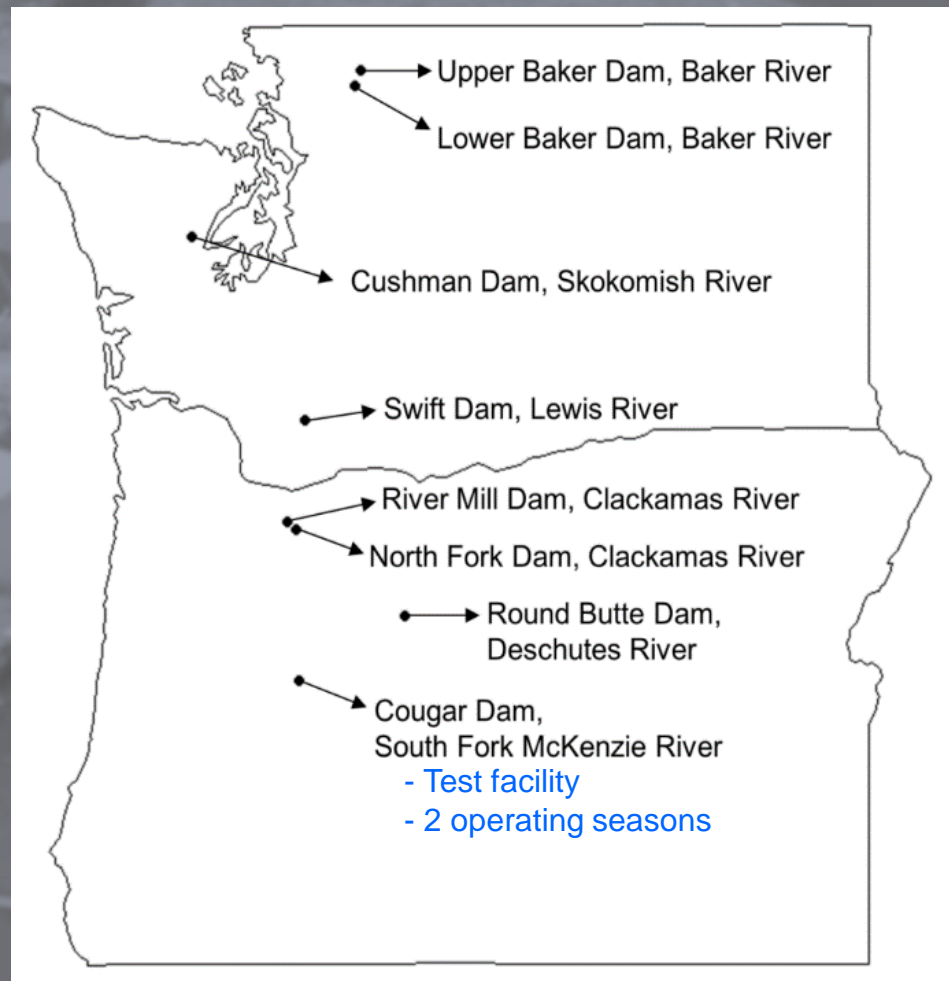 Upper Baker Dam, Baker River
Lower Baker Dam, Baker River
Cushman Dam, Skokomish River
Swift Dam, Lewis River
River Mill Dam, Clackamas River
North Fork Dam, Clackamas River
Round Butte Dam,
Deschutes River
Cougar Dam,
South Fork McKenzie River
- Test facility
- 2 operating seasons